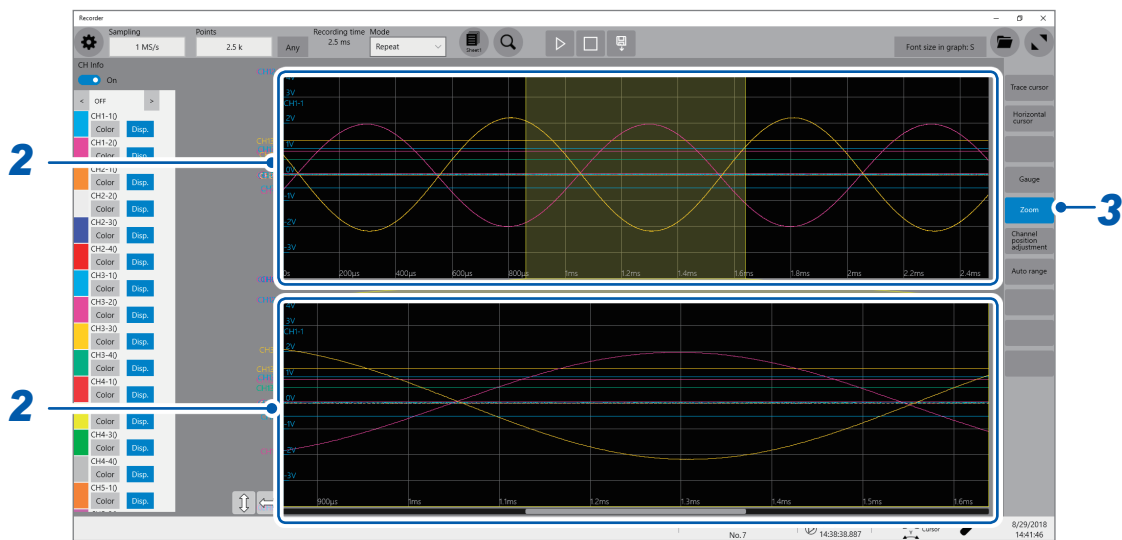 Recorder
Sampling
1 MS/s
Points
2.5 k
Any
Recording time
2.5 ms
Mode
Repeat
Sheet1
Font size in graph: S
CH Info
On
< OFF >
CH1-1()
Color Disp.
CH1-2()
Color Disp.
CH2-1()
Color Disp.
CH2-2()
Color Disp.
CH2-3()
Color Disp.
CH2-4()
Color Disp.
CH3-1()
Color Disp.
CH3-2()
Color Disp.
CH3-3()
Color Disp.
CH3-4()
Color Disp.
CH4-1()
Color Disp.
Color Disp.
CH4-3()
Color Disp.
CH4-4()
Color Disp.
CH5-1()
Color Disp.
2
3V
CH1-1
2V
1V
0V
-1V
-2V
-3V
0s 200µs 400µs 600µs 800µs 1ms 1.2ms 1.4ms 1.6ms 1.8ms 2ms 2.2ms 2.4ms
2
3V
CH1-1
2V
1V
0V
-1V
-2V
-3V
900µs 1ms 1.1ms 1.2ms 1.3ms 1.4ms 1.5ms 1.6ms
Trace cursor
Horizontal
cursor
Gauge
Zoom
3
Channel
position
adjustment
Auto range
No.7
14:38:38.887
Cursor
8/29/2018
14:41:46